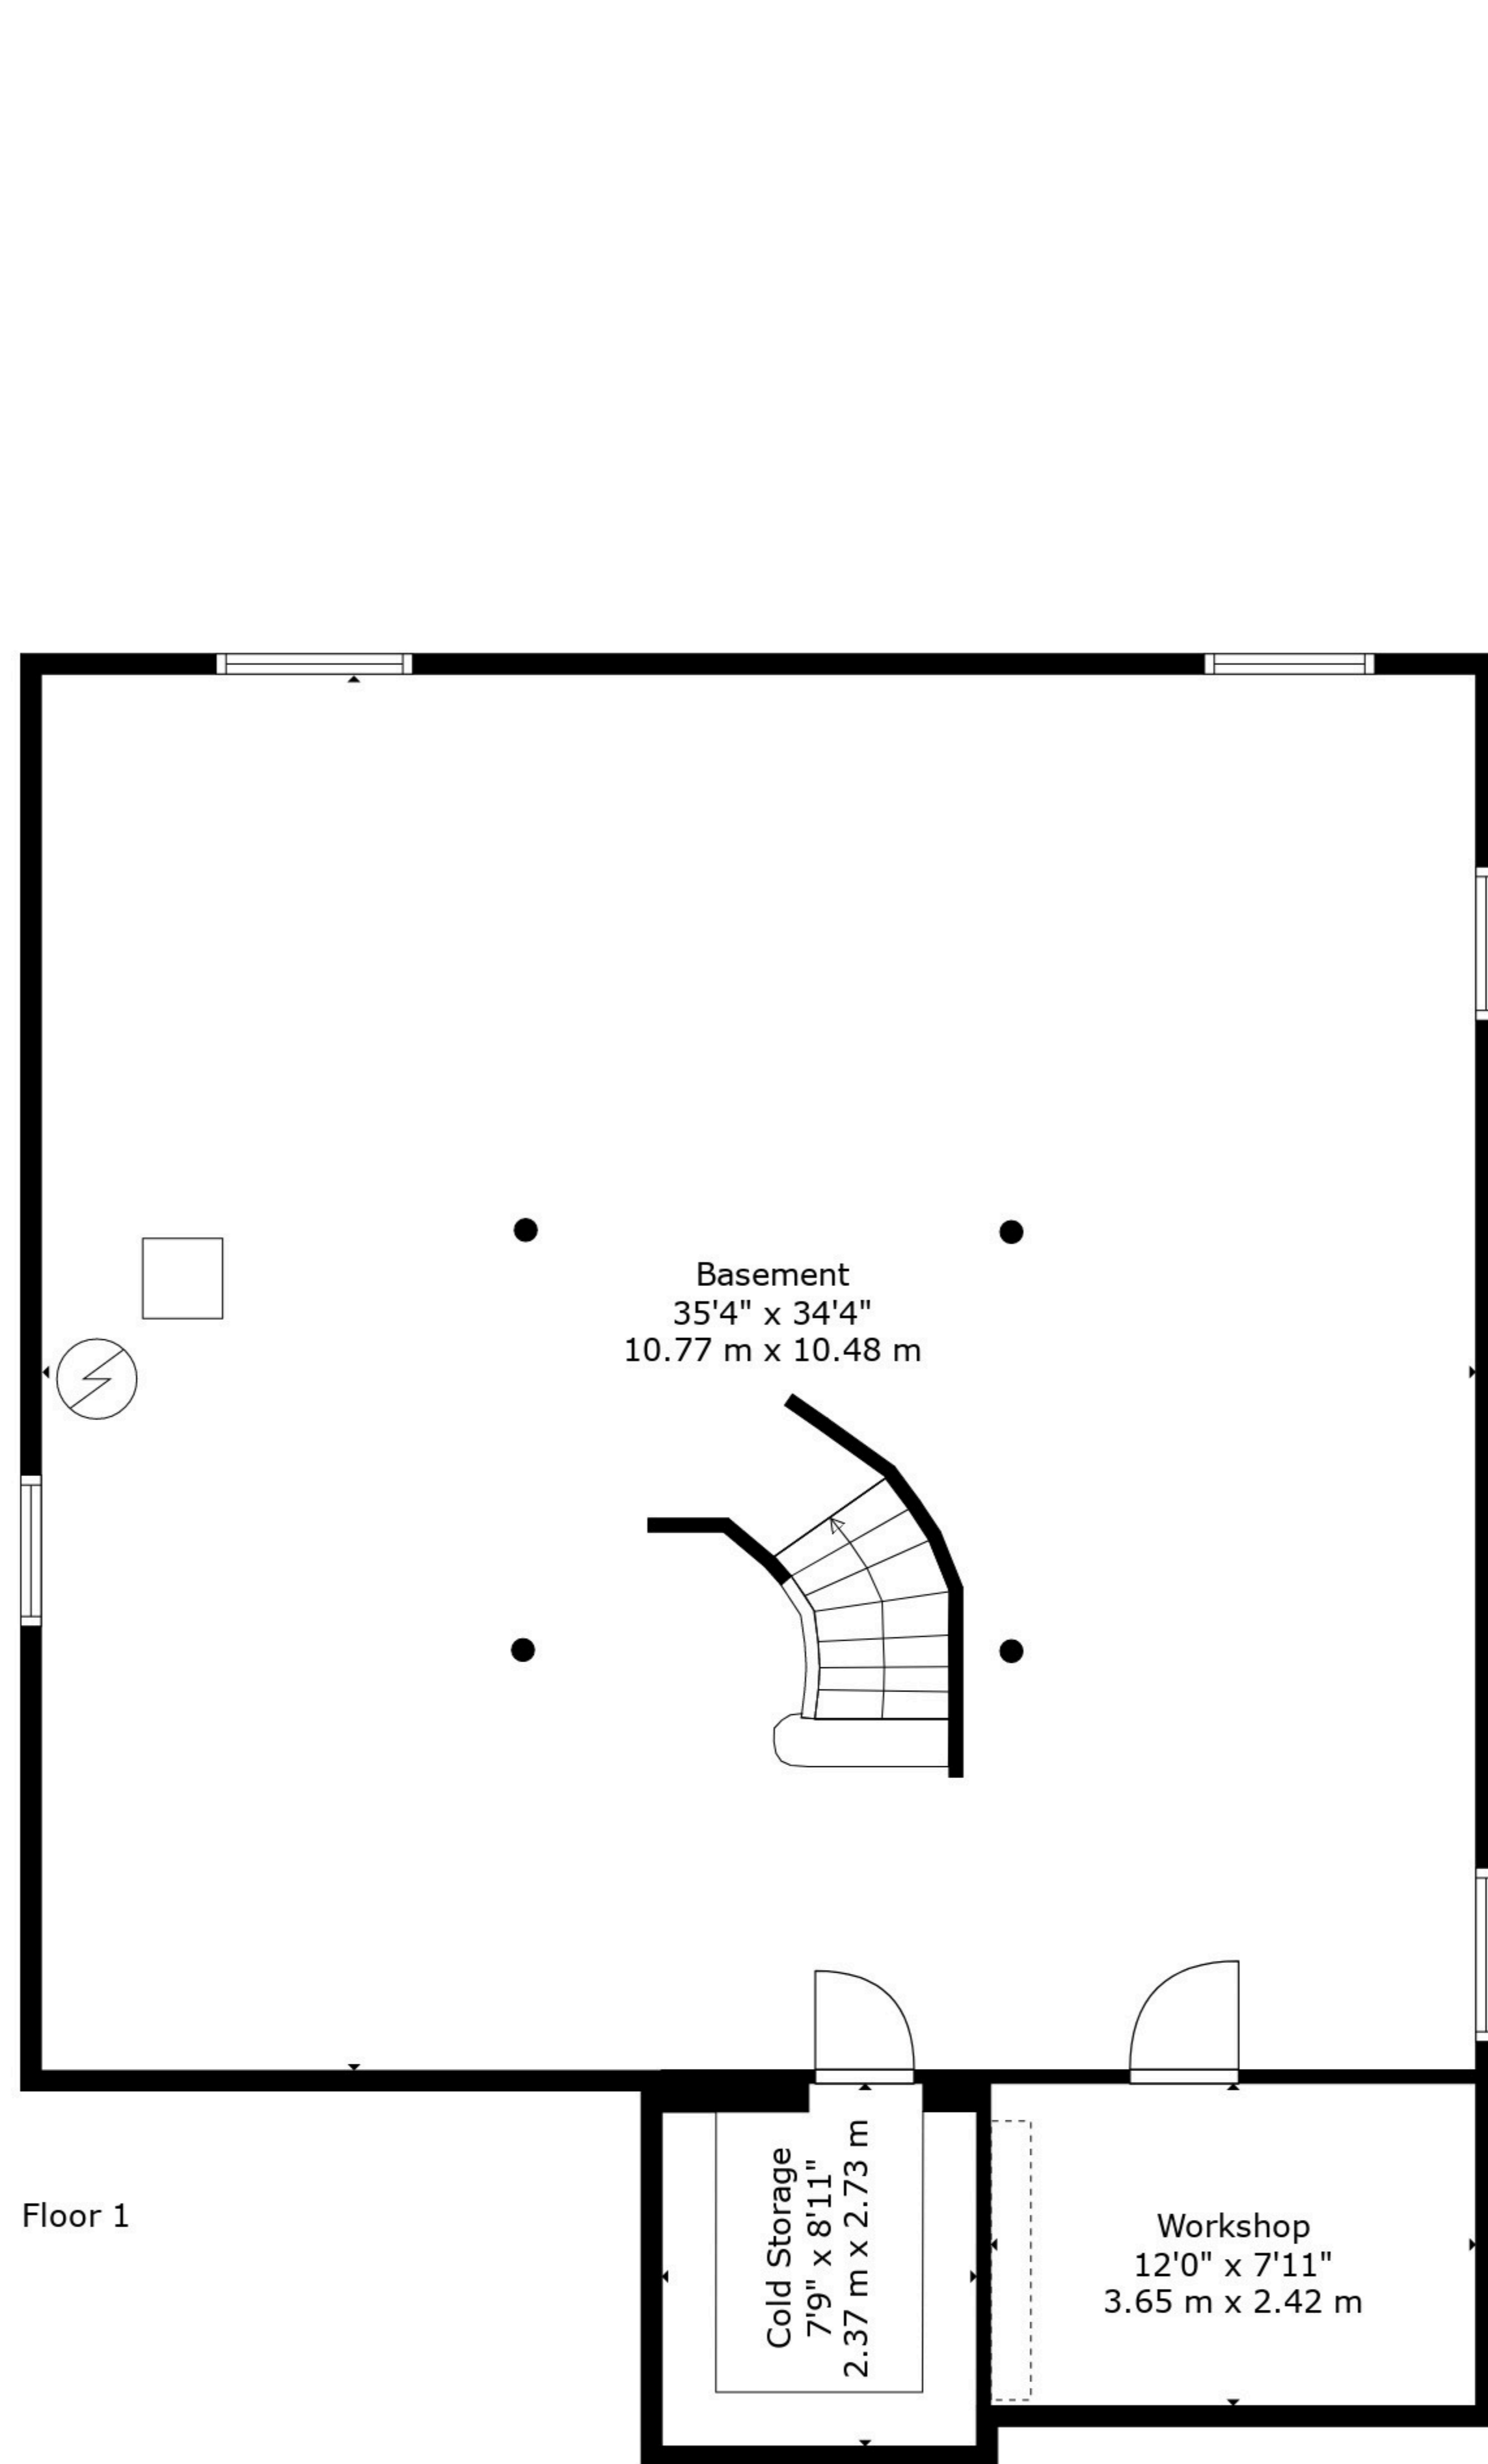 Basement
35'4" x 34'4"
10.77 m x 10.48 m
Floor 1
Cold Storage
7'9" x 8'11"
2.37 m x 2.73 m
Workshop
12'0" x 7'11"
3.65 m x 2.42 m